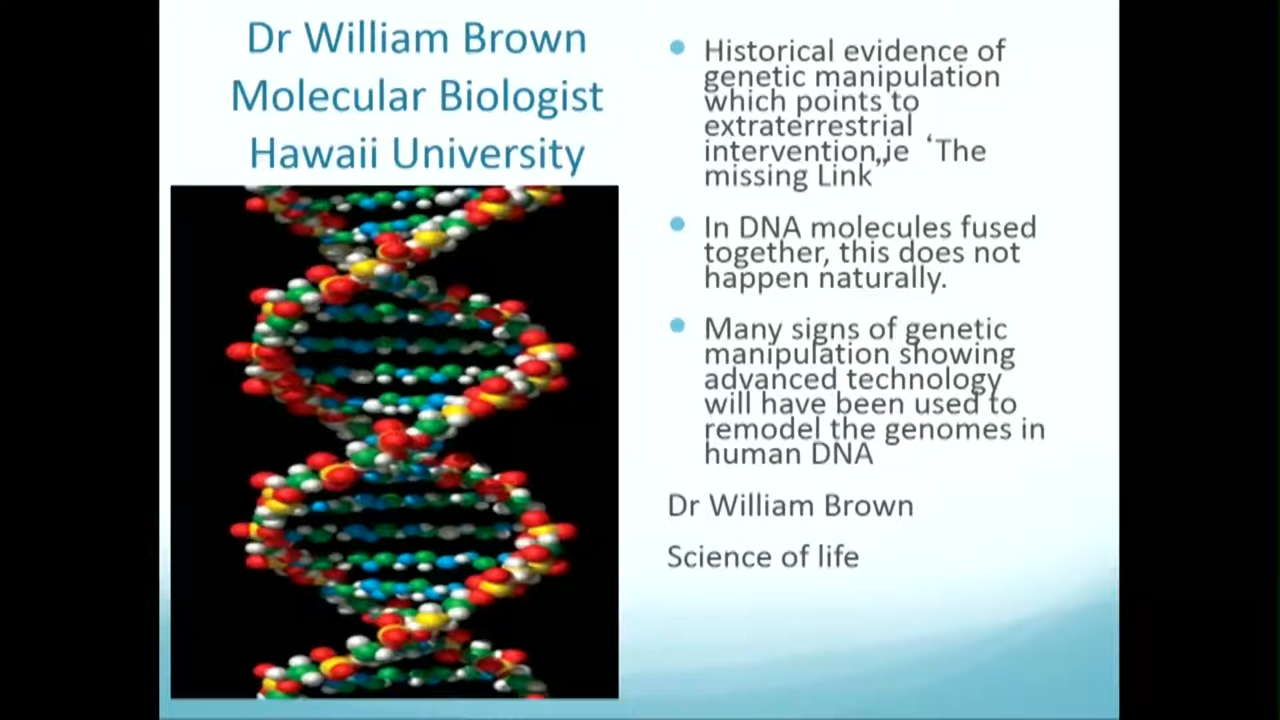 Dr William Brown
Molecular Biologist
Hawaii University
• Historical evidence of
genetic manipulation
which points to
extraterrestrial
intervention,,ie ‘The
missing Link”
• In DNA molecules fused
together, this does not
happen naturally.
• Many signs of genetic
manipulation showing
advanced technology
will have been used to
remodel the genomes in
human DNA
Dr William Brown
Science of life